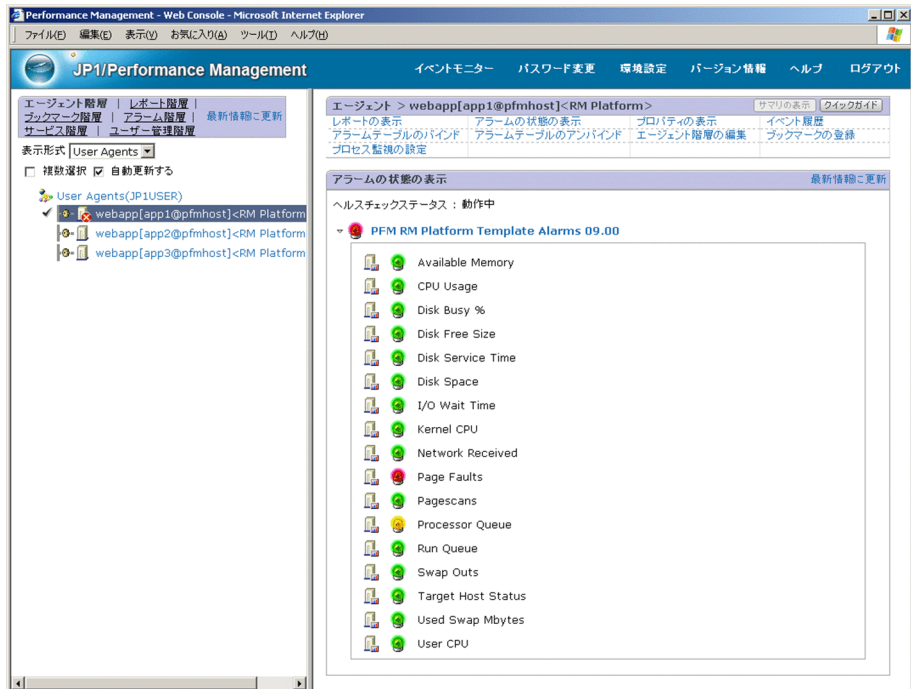 Performance Management - Web Console - Microsoft Internet Explorer
ファイル(F) 編集(E) 表示(V) お気に入り(A) ツール(T) ヘルプ(H)
JP1/Performance Management
イベントモニター パスワード変更 環境設定 バージョン情報 ヘルプ ログアウト
エージェント階層 | レポート階層 |
ブックマーク階層 | アラーム階層 |
サービス階層 | ユーザー管理階層
最新情報に更新
表示形式 User Agents
複数選択 自動更新する
User Agents(JP1USER)
webapp[app1@pfmhost]<RM Platform
webapp[app2@pfmhost]<RM Platform
webapp[app3@pfmhost]<RM Platform
エージェント > webapp[app1@pfmhost]<RM Platform>
サマリの表示 クイックガイド
レポートの表示 アラームの状態の表示 プロパティの表示 イベント履歴
アラームテーブルのバインド アラームテーブルのアンバインド エージェント階層の編集 ブックマークの登録
プロセス監視の設定
アラームの状態の表示 最新情報に更新
ヘルスチェックステータス : 動作中
PFM RM Platform Template Alarms 09.00
Available Memory
CPU Usage
Disk Busy %
Disk Free Size
Disk Service Time
Disk Space
I/O Wait Time
Kernel CPU
Network Received
Page Faults
Pagescans
Processor Queue
Run Queue
Swap Outs
Target Host Status
Used Swap Mbytes
User CPU